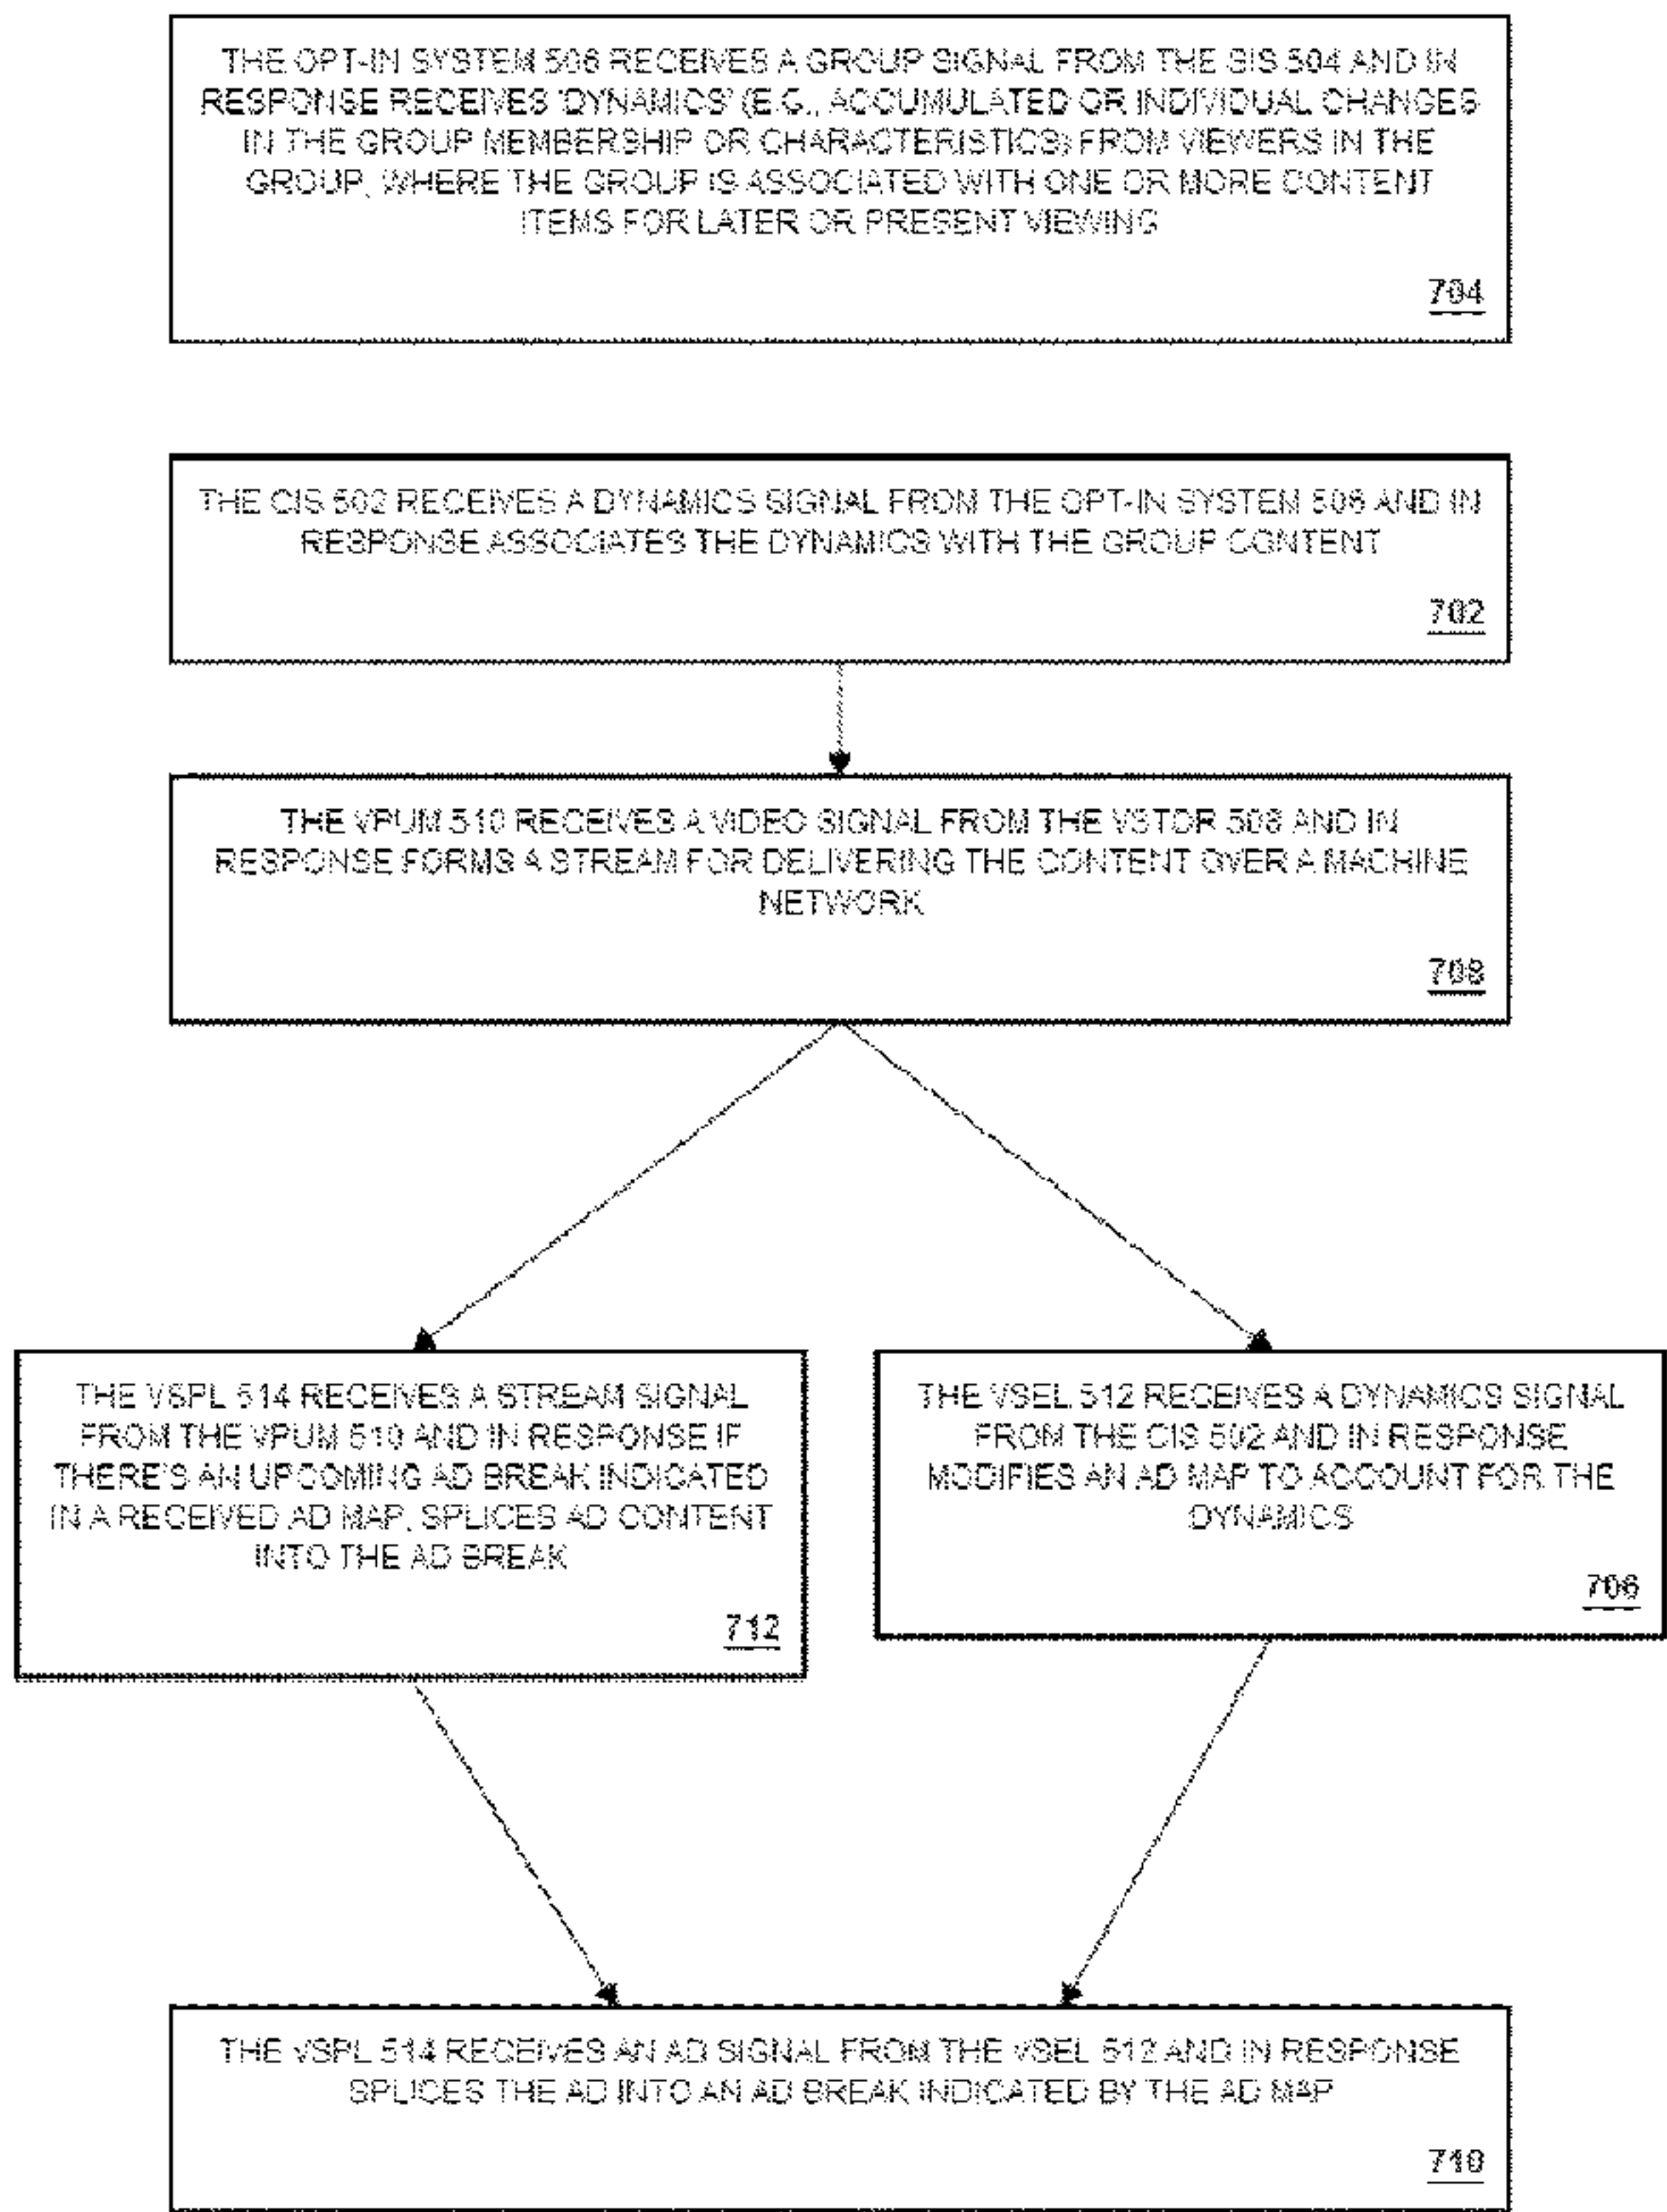 THE OPT-IN SYSTEM 506 RECEIVES A GROUP SIGNAL FROM THE SIS 504 AND IN
RESPONSE RECEIVES 'DYNAMICS' (E.G., ACCUMULATED OR INDIVIDUAL CHANGES
IN THE GROUP MEMBERSHIP OR CHARACTERISTICS) FROM VIEWERS IN THE
GROUP, WHERE THE GROUP IS ASSOCIATED WITH ONE OR MORE CONTENT
ITEMS FOR LATER OR PRESENT VIEWING
704
THE CIS 502 RECEIVES A DYNAMICS SIGNAL FROM THE OPT-IN SYSTEM 506 AND IN
RESPONSE ASSOCIATES THE DYNAMICS WITH THE GROUP CONTENT
702
THE VPUM 510 RECEIVES A VIDEO SIGNAL FROM THE VSTOR 508 AND IN
RESPONSE FORMS A STREAM FOR DELIVERING THE CONTENT OVER A MACHINE
NETWORK
708
THE VSPL 514 RECEIVES A STREAM SIGNAL
FROM THE VPUM 510 AND IN RESPONSE IF
THERE'S AN UPCOMING AD BREAK INDICATED
IN A RECEIVED AD MAP, SPLICES AD CONTENT
INTO THE AD BREAK
712
THE VSEL 512 RECEIVES A DYNAMICS SIGNAL
FROM THE CIS 502 AND IN RESPONSE
MODIFIES AN AD MAP TO ACCOUNT FOR THE
DYNAMICS
706
THE VSPL 514 RECEIVES AN AD SIGNAL FROM THE VSEL 512 AND IN RESPONSE
SPLICES THE AD INTO AN AD BREAK INDICATED BY THE AD MAP
710